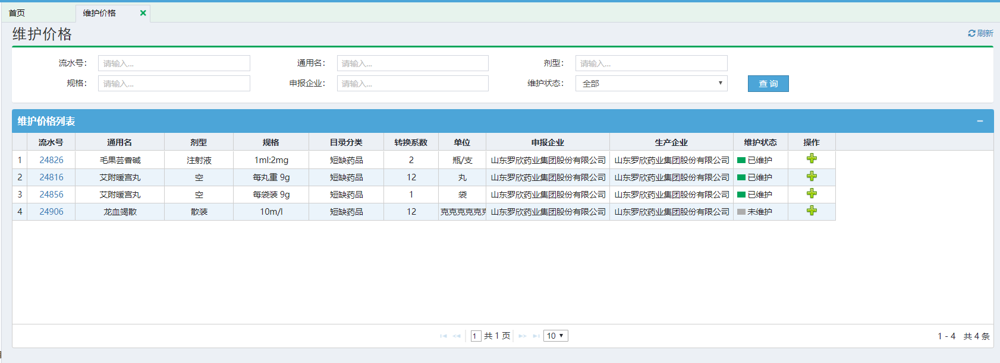 首页 维护价格
维护价格 刷新
流水号: 请输入... 通用名: 请输入... 剂型: 请输入...
规格: 请输入... 申报企业: 请输入... 维护状态: 全部 查 询
维护价格列表
流水号 通用名 剂型 规格 目录分类 转换系数 单位 申报企业 生产企业 维护状态 操作
1 24826 毛果芸香碱 注射液 1ml:2mg 短缺药品 2 瓶/支 山东罗欣药业集团股份有限公司 山东罗欣药业集团股份有限公司 已维护
2 24816 艾附暖宫丸 空 每丸重 9g 短缺药品 12 丸 山东罗欣药业集团股份有限公司 山东罗欣药业集团股份有限公司 已维护
3 24856 艾附暖宫丸 空 每袋装 9g 短缺药品 1 袋 山东罗欣药业集团股份有限公司 山东罗欣药业集团股份有限公司 已维护
4 24906 龙血竭散 散装 10m/l 短缺药品 12 克克克克克克 山东罗欣药业集团股份有限公司 山东罗欣药业集团股份有限公司 未维护
1 共 1 页 10 1 - 4 共 4 条